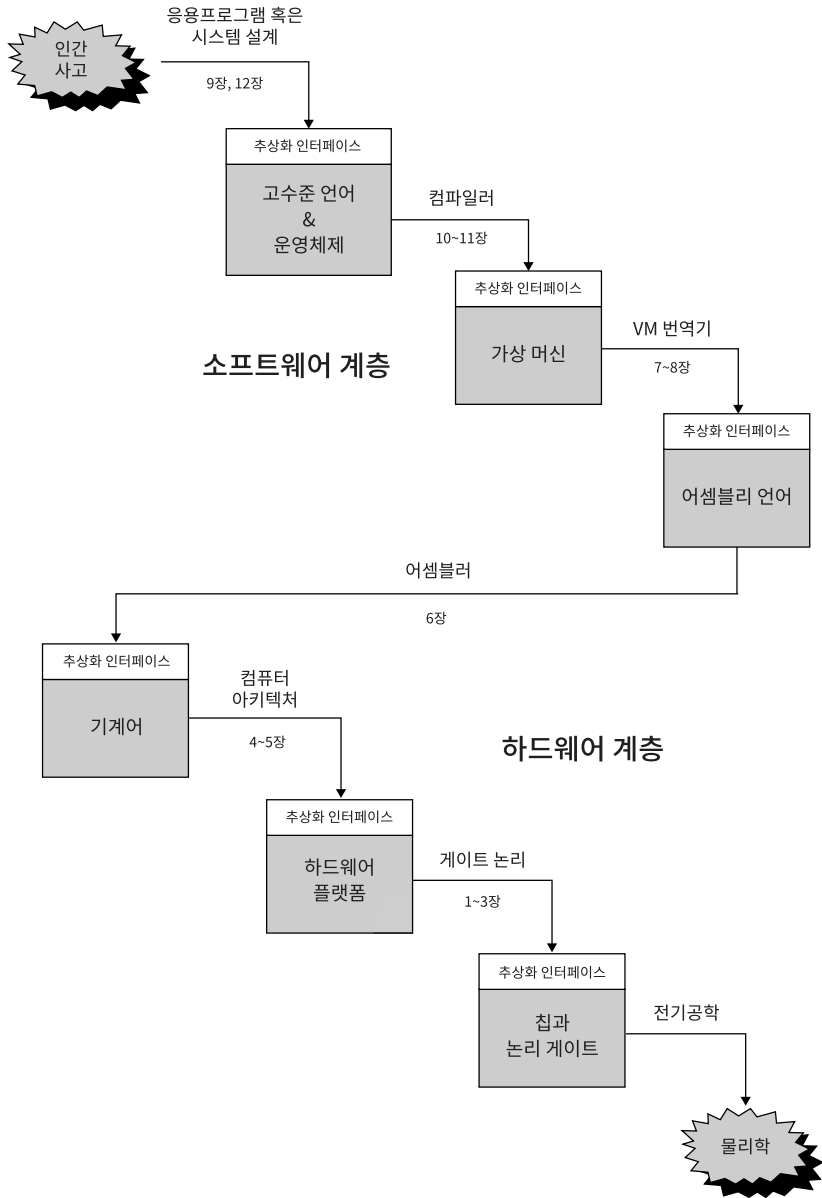 응용프로그램 혹은
시스템 설계
인간
사고
9장, 12장
추상화 인터페이스
고수준 언어
&
운영체제
컴파일러
10~11장
추상화 인터페이스
가상 머신
VM 번역기
7~8장
소프트웨어 계층
추상화 인터페이스
어셈블리 언어
어셈블러
6장
추상화 인터페이스
기계어
컴퓨터
아키텍처
4~5장
하드웨어 계층
추상화 인터페이스
하드웨어
플랫폼
게이트 논리
1~3장
추상화 인터페이스
칩과
논리 게이트
전기공학
물리학